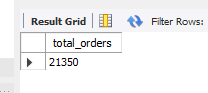 Result Grid Filter Rows:
total_orders
21350